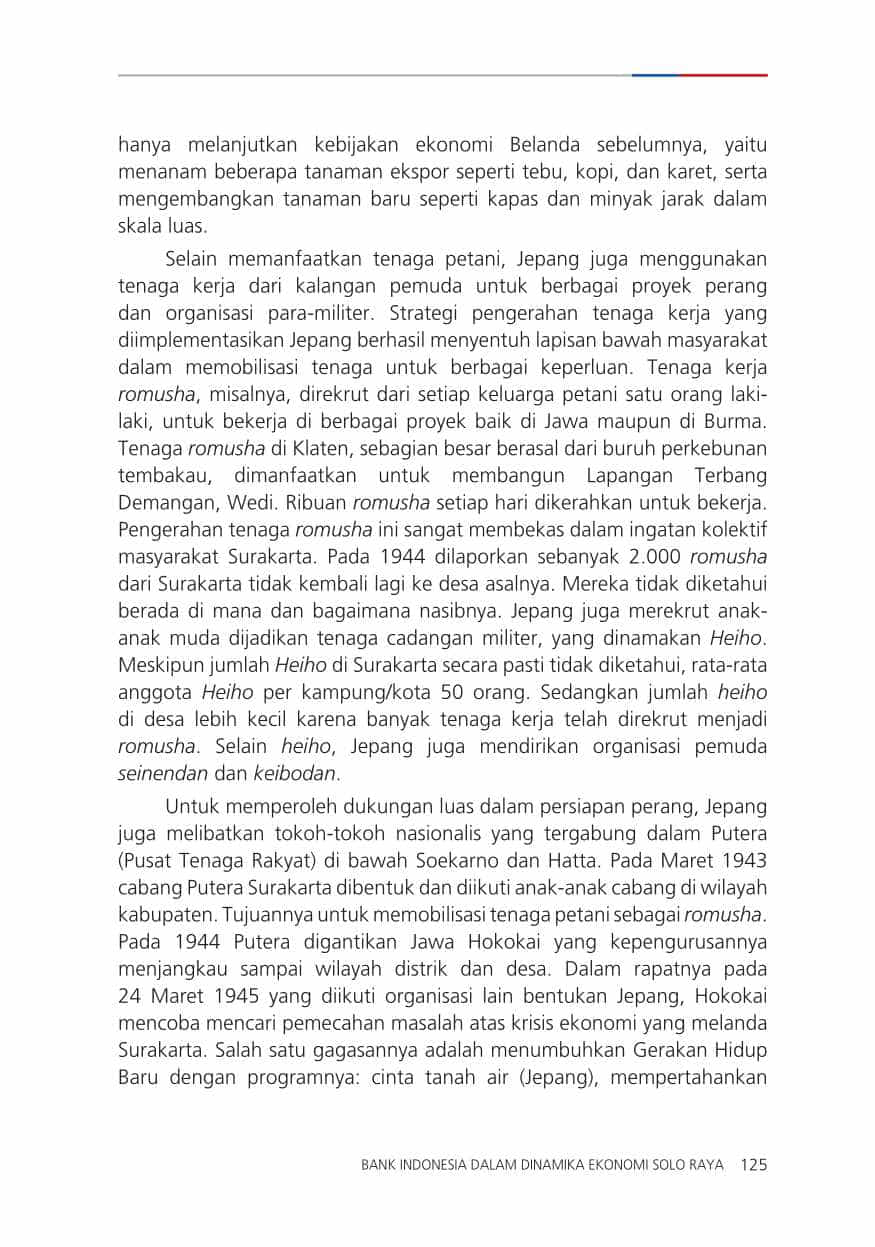 hanya melanjutkan kebijakan ekonomi Belanda sebelumnya, yaitu
menanam beberapa tanaman ekspor seperti tebu, kopi, dan karet, serta
mengembangkan tanaman baru seperti kapas dan minyak jarak dalam
skala luas.
Selain memanfaatkan tenaga petani, Jepang juga menggunakan
tenaga kerja dari kalangan pemuda untuk berbagai proyek perang
dan organisasi para-militer. Strategi pengerahan tenaga kerja yang
diimplementasikan Jepang berhasil menyentuh lapisan bawah masyarakat
dalam memobilisasi tenaga untuk berbagai keperluan. Tenaga kerja
romusha, misalnya, direkrut dari setiap keluarga petani satu orang laki-
laki, untuk bekerja di berbagai proyek baik di Jawa maupun di Burma.
Tenaga romusha di Klaten, sebagian besar berasal dari buruh perkebunan
tembakau, dimanfaatkan untuk membangun Lapangan Terbang
Demangan, Wedi. Ribuan romusha setiap hari dikerahkan untuk bekerja.
Pengerahan tenaga romusha ini sangat membekas dalam ingatan kolektif
masyarakat Surakarta. Pada 1944 dilaporkan sebanyak 2.000 romusha
dari Surakarta tidak kembali lagi ke desa asalnya. Mereka tidak diketahui
berada di mana dan bagaimana nasibnya. Jepang juga merekrut anak-
anak muda dijadikan tenaga cadangan militer, yang dinamakan Heiho.
Meskipun jumlah Heiho di Surakarta secara pasti tidak diketahui, rata-rata
anggota Heiho per kampung/kota 50 orang. Sedangkan jumlah heiho
di desa lebih kecil karena banyak tenaga kerja telah direkrut menjadi
romusha. Selain heiho, Jepang juga mendirikan organisasi pemuda
seinendan dan keibodan.
Untuk memperoleh dukungan luas dalam persiapan perang, Jepang
juga melibatkan tokoh-tokoh nasionalis yang tergabung dalam Putera
(Pusat Tenaga Rakyat) di bawah Soekarno dan Hatta. Pada Maret 1943
cabang Putera Surakarta dibentuk dan diikuti anak-anak cabang di wilayah
kabupaten. Tujuannya untuk memobilisasi tenaga petani sebagai romusha.
Pada 1944 Putera digantikan Jawa Hokokai yang kepengurusannya
menjangkau sampai wilayah distrik dan desa. Dalam rapatnya pada
24 Maret 1945 yang diikuti organisasi lain bentukan Jepang, Hokokai
mencoba mencari pemecahan masalah atas krisis ekonomi yang melanda
Surakarta. Salah satu gagasannya adalah menumbuhkan Gerakan Hidup
Baru dengan programnya: cinta tanah air (Jepang), mempertahankan
BANK INDONESIA DALAM DINAMIKA EKONOMI SOLO RAYA 125